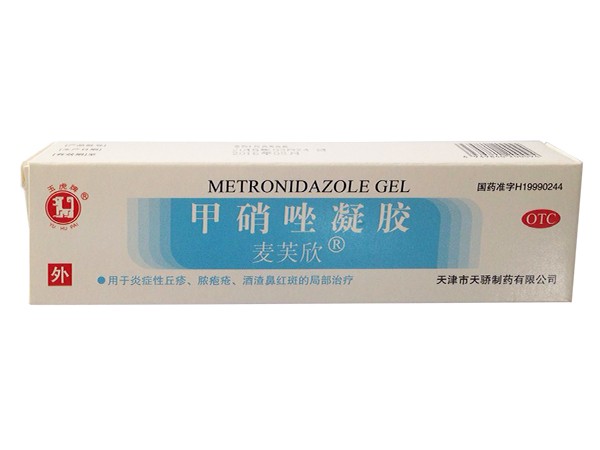 玉虎牌®
YU HU PAI
外
METRONIDAZOLE GEL
甲硝唑凝胶
麦芙欣®
●用于炎症性丘疹、脓疱疮、酒渣鼻红斑的局部治疗
国药准字H19990244
OTC
天津市天骄制药有限公司